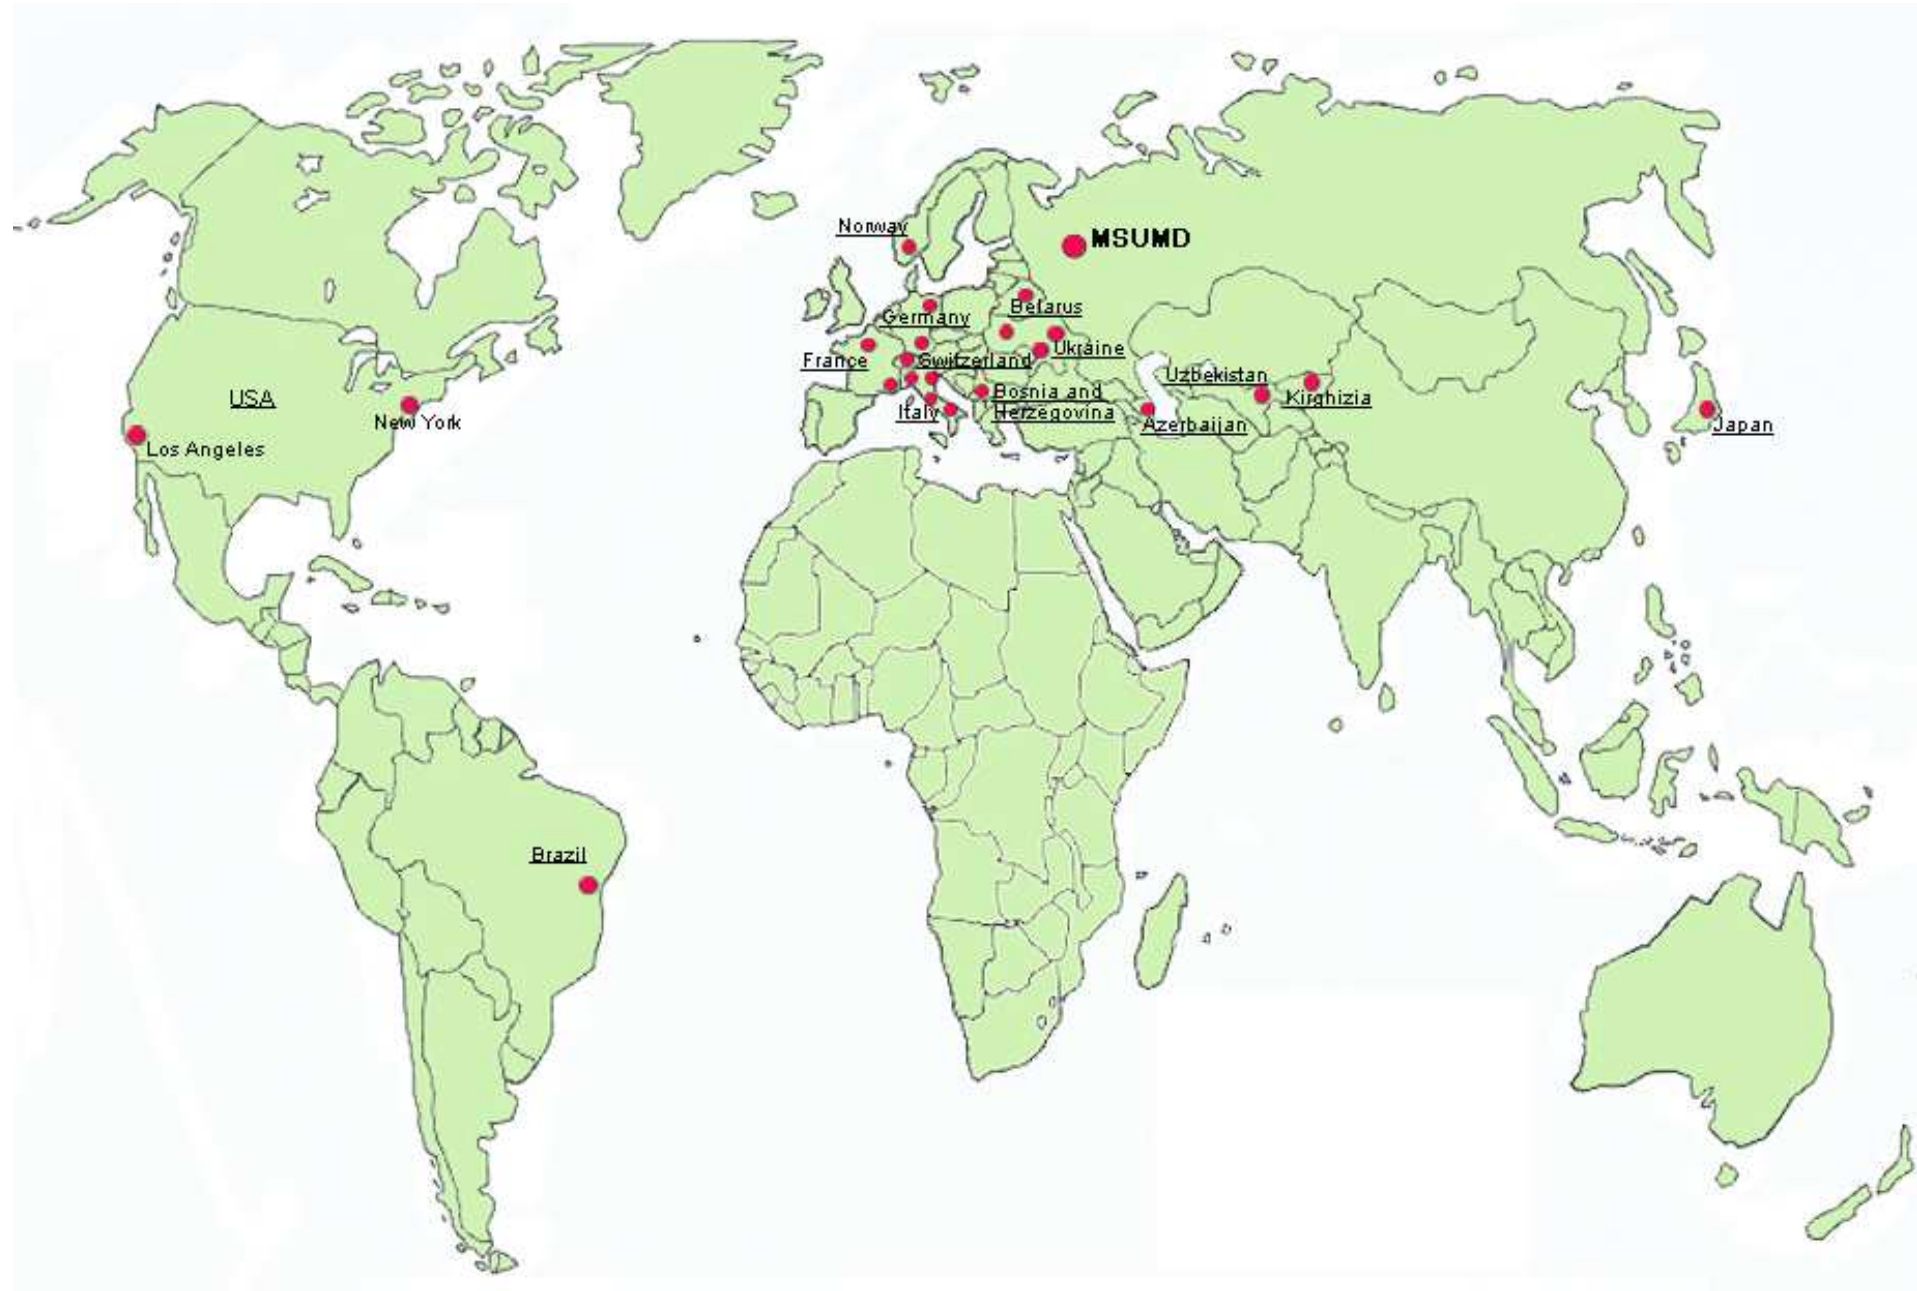 Norway
MSUMD
Belarus
Germany
Ukraine
France
Switzerland
Uzbekistan
USA
Bosnia and
Kirghizia
Italy
Herzegovina
New York
Azerbaijan
Japan
Los Angeles
Brazil